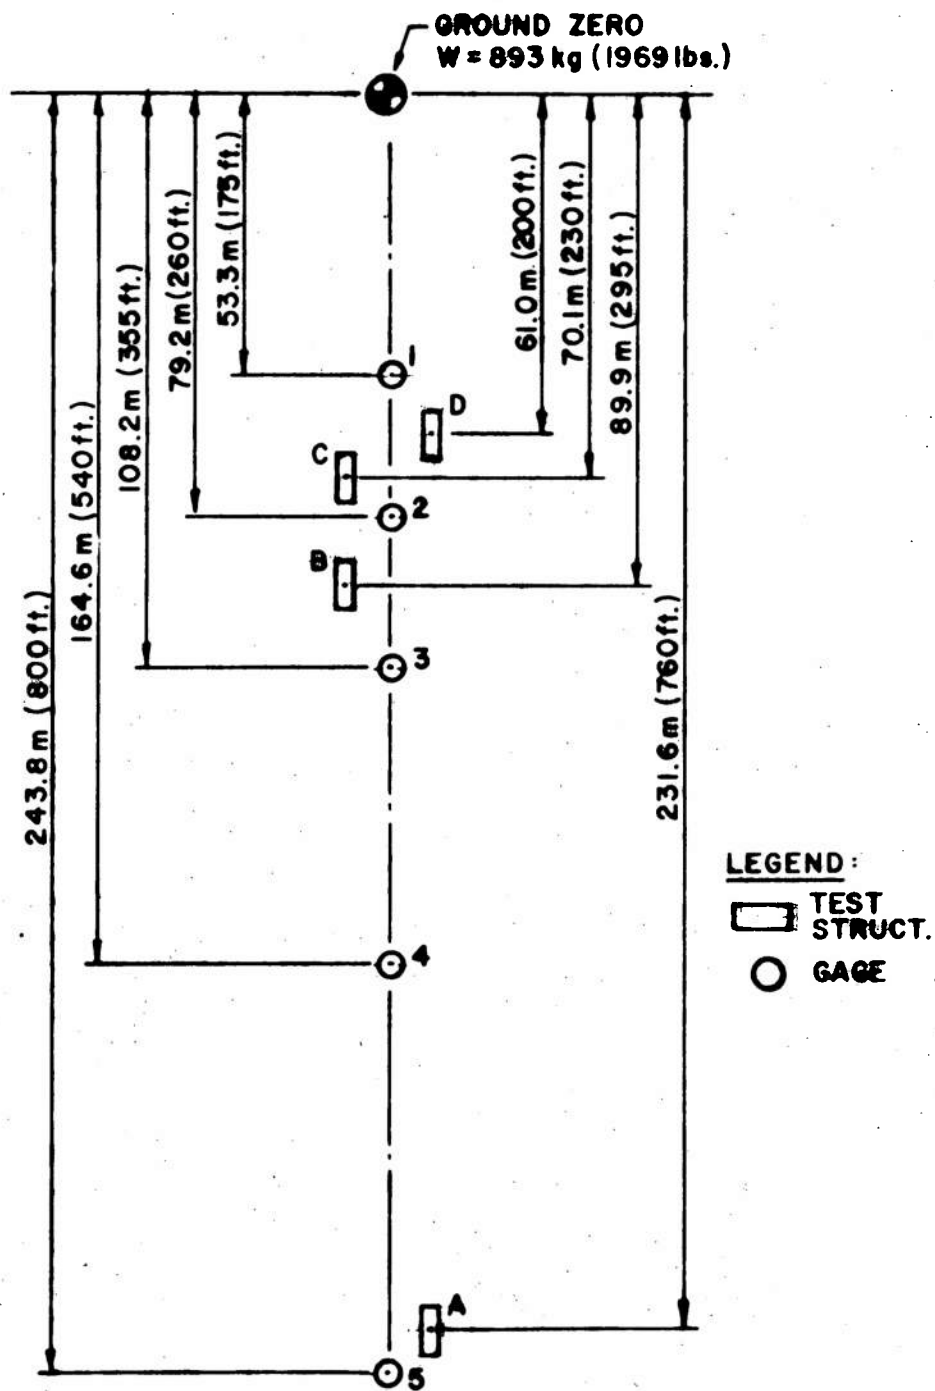 GROUND ZERO
W = 893 kg (1969 lbs.)
53.3 m (175 ft.)
79.2 m (260 ft.)
108.2 m (355 ft.)
164.6 m (540 ft.)
243.8 m (800 ft.)
61.0 m (200 ft.)
70.1 m (230 ft.)
89.9 m (295 ft.)
231.6 m (760 ft.)
1
D
C
2
B
3
4
A
5
LEGEND:
TEST
STRUCT.
GAGE